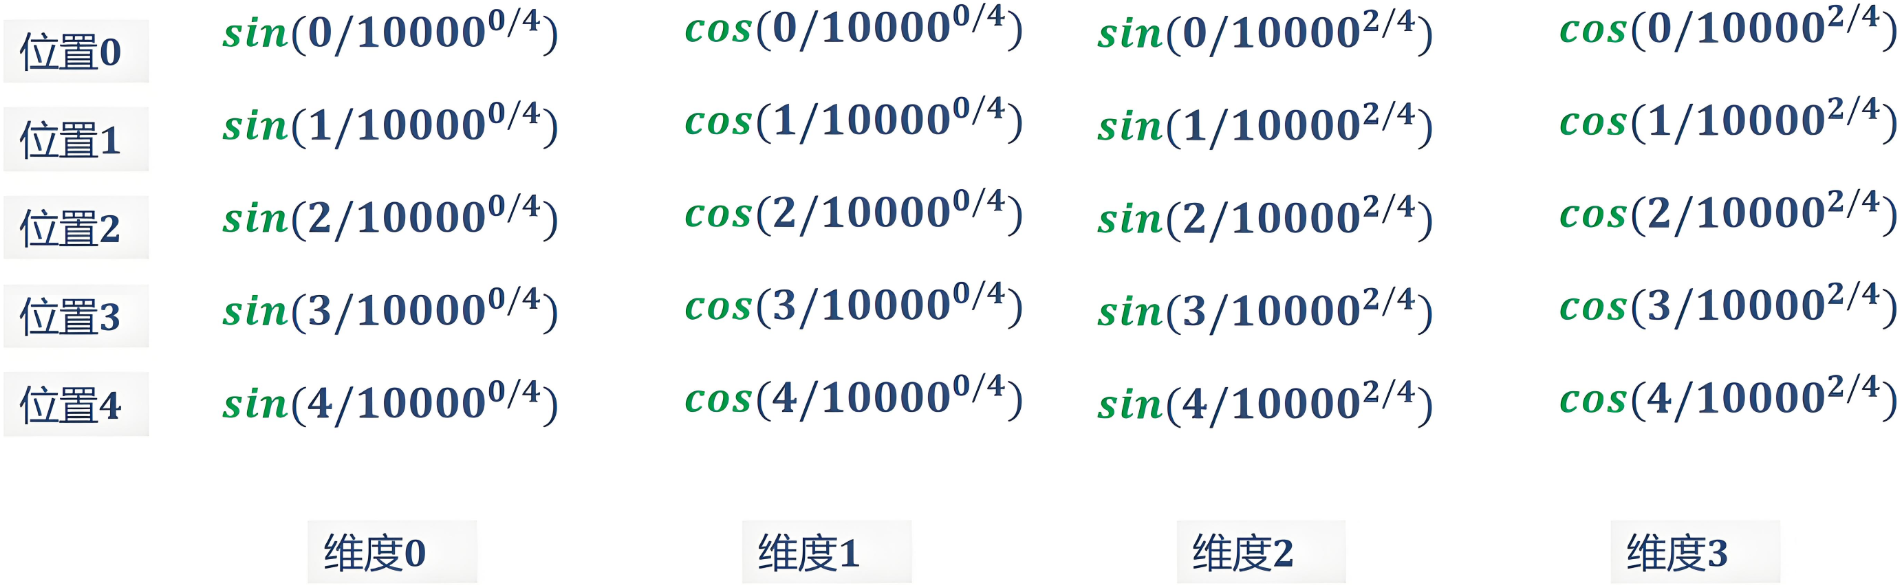 位置0 sin(0/10000^{0/4}) cos(0/10000^{0/4}) sin(0/10000^{2/4}) cos(0/10000^{2/4})
位置1 sin(1/10000^{0/4}) cos(1/10000^{0/4}) sin(1/10000^{2/4}) cos(1/10000^{2/4})
位置2 sin(2/10000^{0/4}) cos(2/10000^{0/4}) sin(2/10000^{2/4}) cos(2/10000^{2/4})
位置3 sin(3/10000^{0/4}) cos(3/10000^{0/4}) sin(3/10000^{2/4}) cos(3/10000^{2/4})
位置4 sin(4/10000^{0/4}) cos(4/10000^{0/4}) sin(4/10000^{2/4}) cos(4/10000^{2/4})
维度0 维度1 维度2 维度3